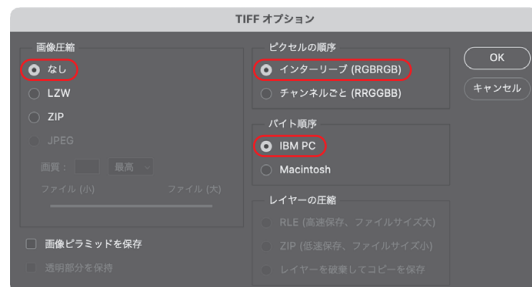 TIFF オプション
画像圧縮
なし
LZW
ZIP
JPEG
画質：
最高
ファイル (小)
ファイル (大)
画像ピラミッドを保存
透明部分を保持
ピクセルの順序
インターリーブ (RGBRGB)
チャンネルごと (RRGGBB)
バイト順序
IBM PC
Macintosh
レイヤーの圧縮
RLE (高速保存、ファイルサイズ大)
ZIP (低速保存、ファイルサイズ小)
レイヤーを破棄してコピーを保存
OK
キャンセル